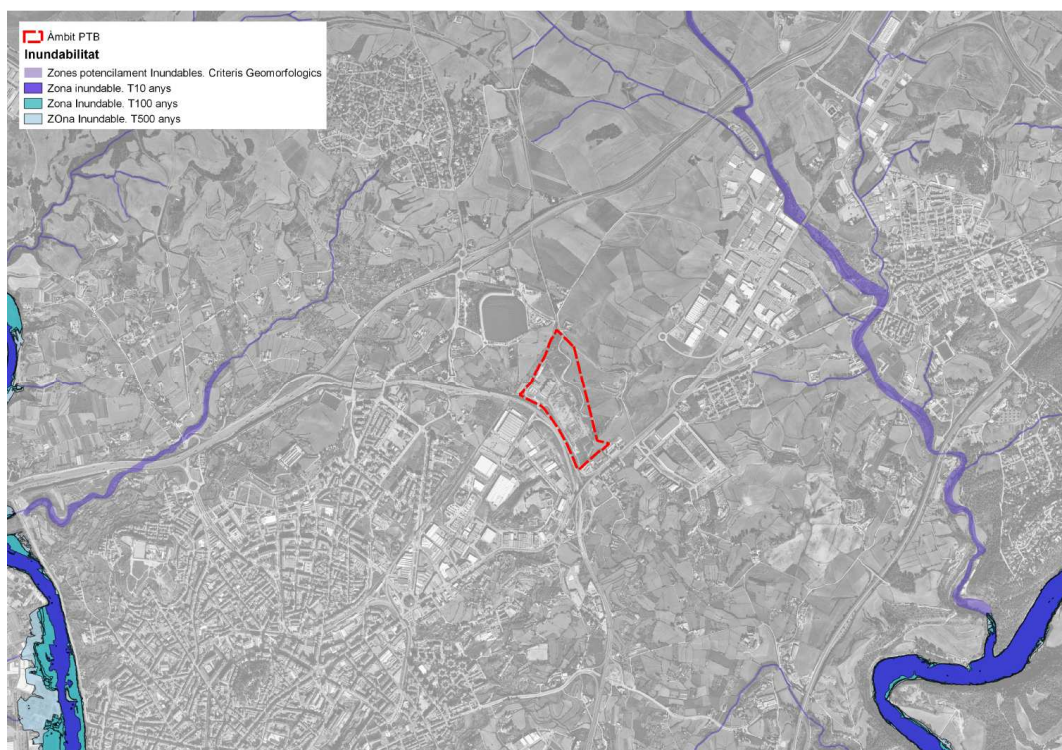 Àmbit PTB
Inundabilitat
Zones potencilament Inundables. Criteris Geomorfologics
Zona inundable. T10 anys
Zona Inundable. T100 anys
ZOna Inundable. T500 anys